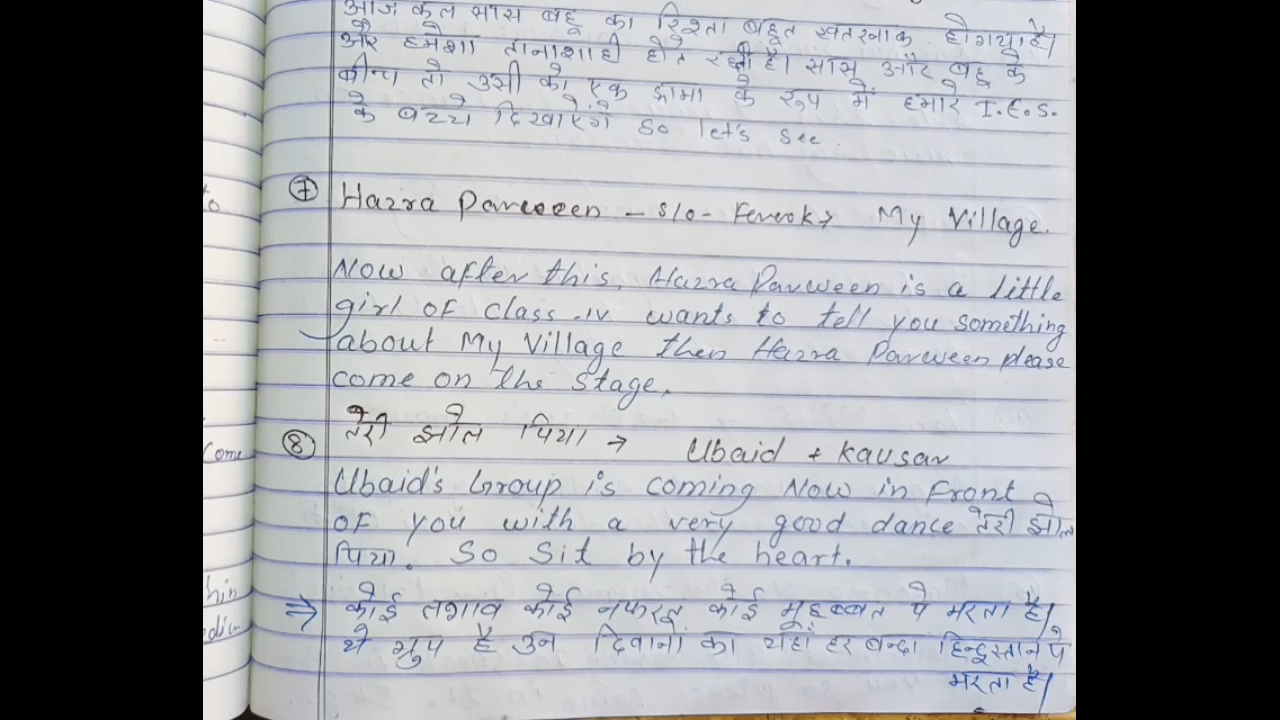 आज कल सास बहू का रिश्ता बहुत खतरनाक होगया है।
और हमेशा तानाशाही होते रहती है। सास और बहू के
बीच तो उसी को एक ड्रामा के रूप में हमारे I.E.S.
के बच्चे दिखाएंगे so let's see.
to
⑦ Hazra Parween - s/o - Feverok → My Village.
Now after this, Hazra Parween is a little
girl of class -IV wants to tell you something
about My Village then Hazra Parween please
come on the stage.
⑧ तेरी झोल पिया → Ubaid + Kausar
come
Ubaid's Group is coming Now in front
of you with a very good dance तेरी झोल
पिया. So Sit by the heart.
⇒ कोई लगाव कोई नफरत कोई मुहब्बत पे मरता है।
ये ग्रुप है उन दिवानों का यहाँ हर बन्दा हिन्दुस्तान पे
मरता है।